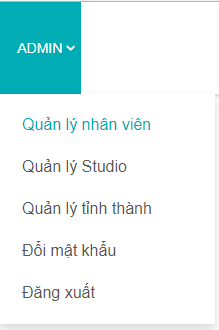 ADMIN
Quản lý nhân viên
Quản lý Studio
Quản lý tỉnh thành
Đổi mật khẩu
Đăng xuất